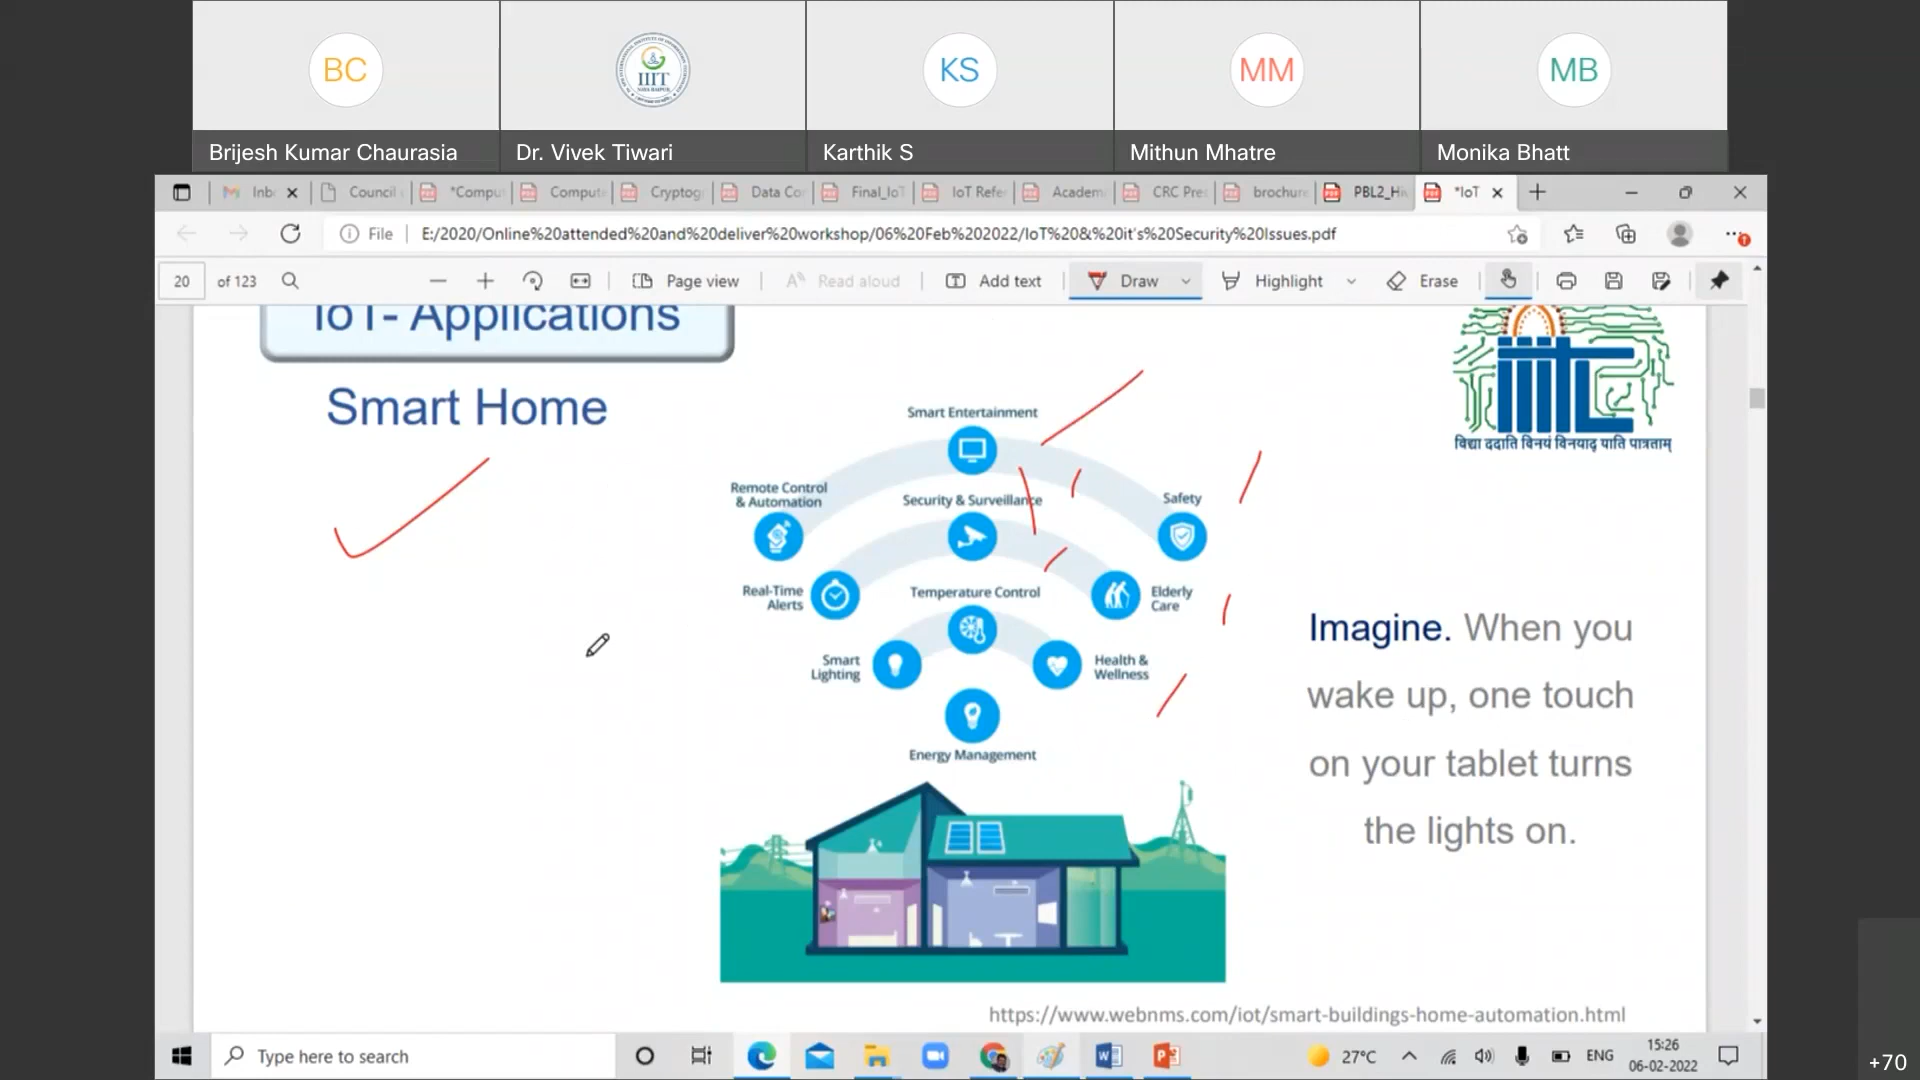 BC
IIIT
KS
MM
MB
Brijesh Kumar Chaurasia
Dr. Vivek Tiwari
Karthik S
Mithun Mhatre
Monika Bhatt
Inb
Council
*Compu
Comput
Cryptog
Data Co
Final_IoT
IoT Refe
Academ
CRC Pre
brochure
PBL2_Hi
*IoT
File
E:/2020/Online%20attended%20and%20deliver%20workshop/06%20Feb%202022/IoT%20&%20it's%20Security%20Issues.pdf
20 of 123
Page view
Read aloud
Add text
Draw
Highlight
Erase
IoT- Applications
Smart Home
iiitL
विद्या ददाति विनयं विनयाद् याति पात्रताम्
Smart Entertainment
Remote Control
& Automation
Security & Surveillance
Safety
Real-Time
Alerts
Temperature Control
Elderly
Care
Smart
Lighting
Health &
Wellness
Energy Management
Imagine. When you
wake up, one touch
on your tablet turns
the lights on.
https://www.webnms.com/iot/smart-buildings-home-automation.html
Type here to search
27°C
ENG
15:26
06-02-2022
+70